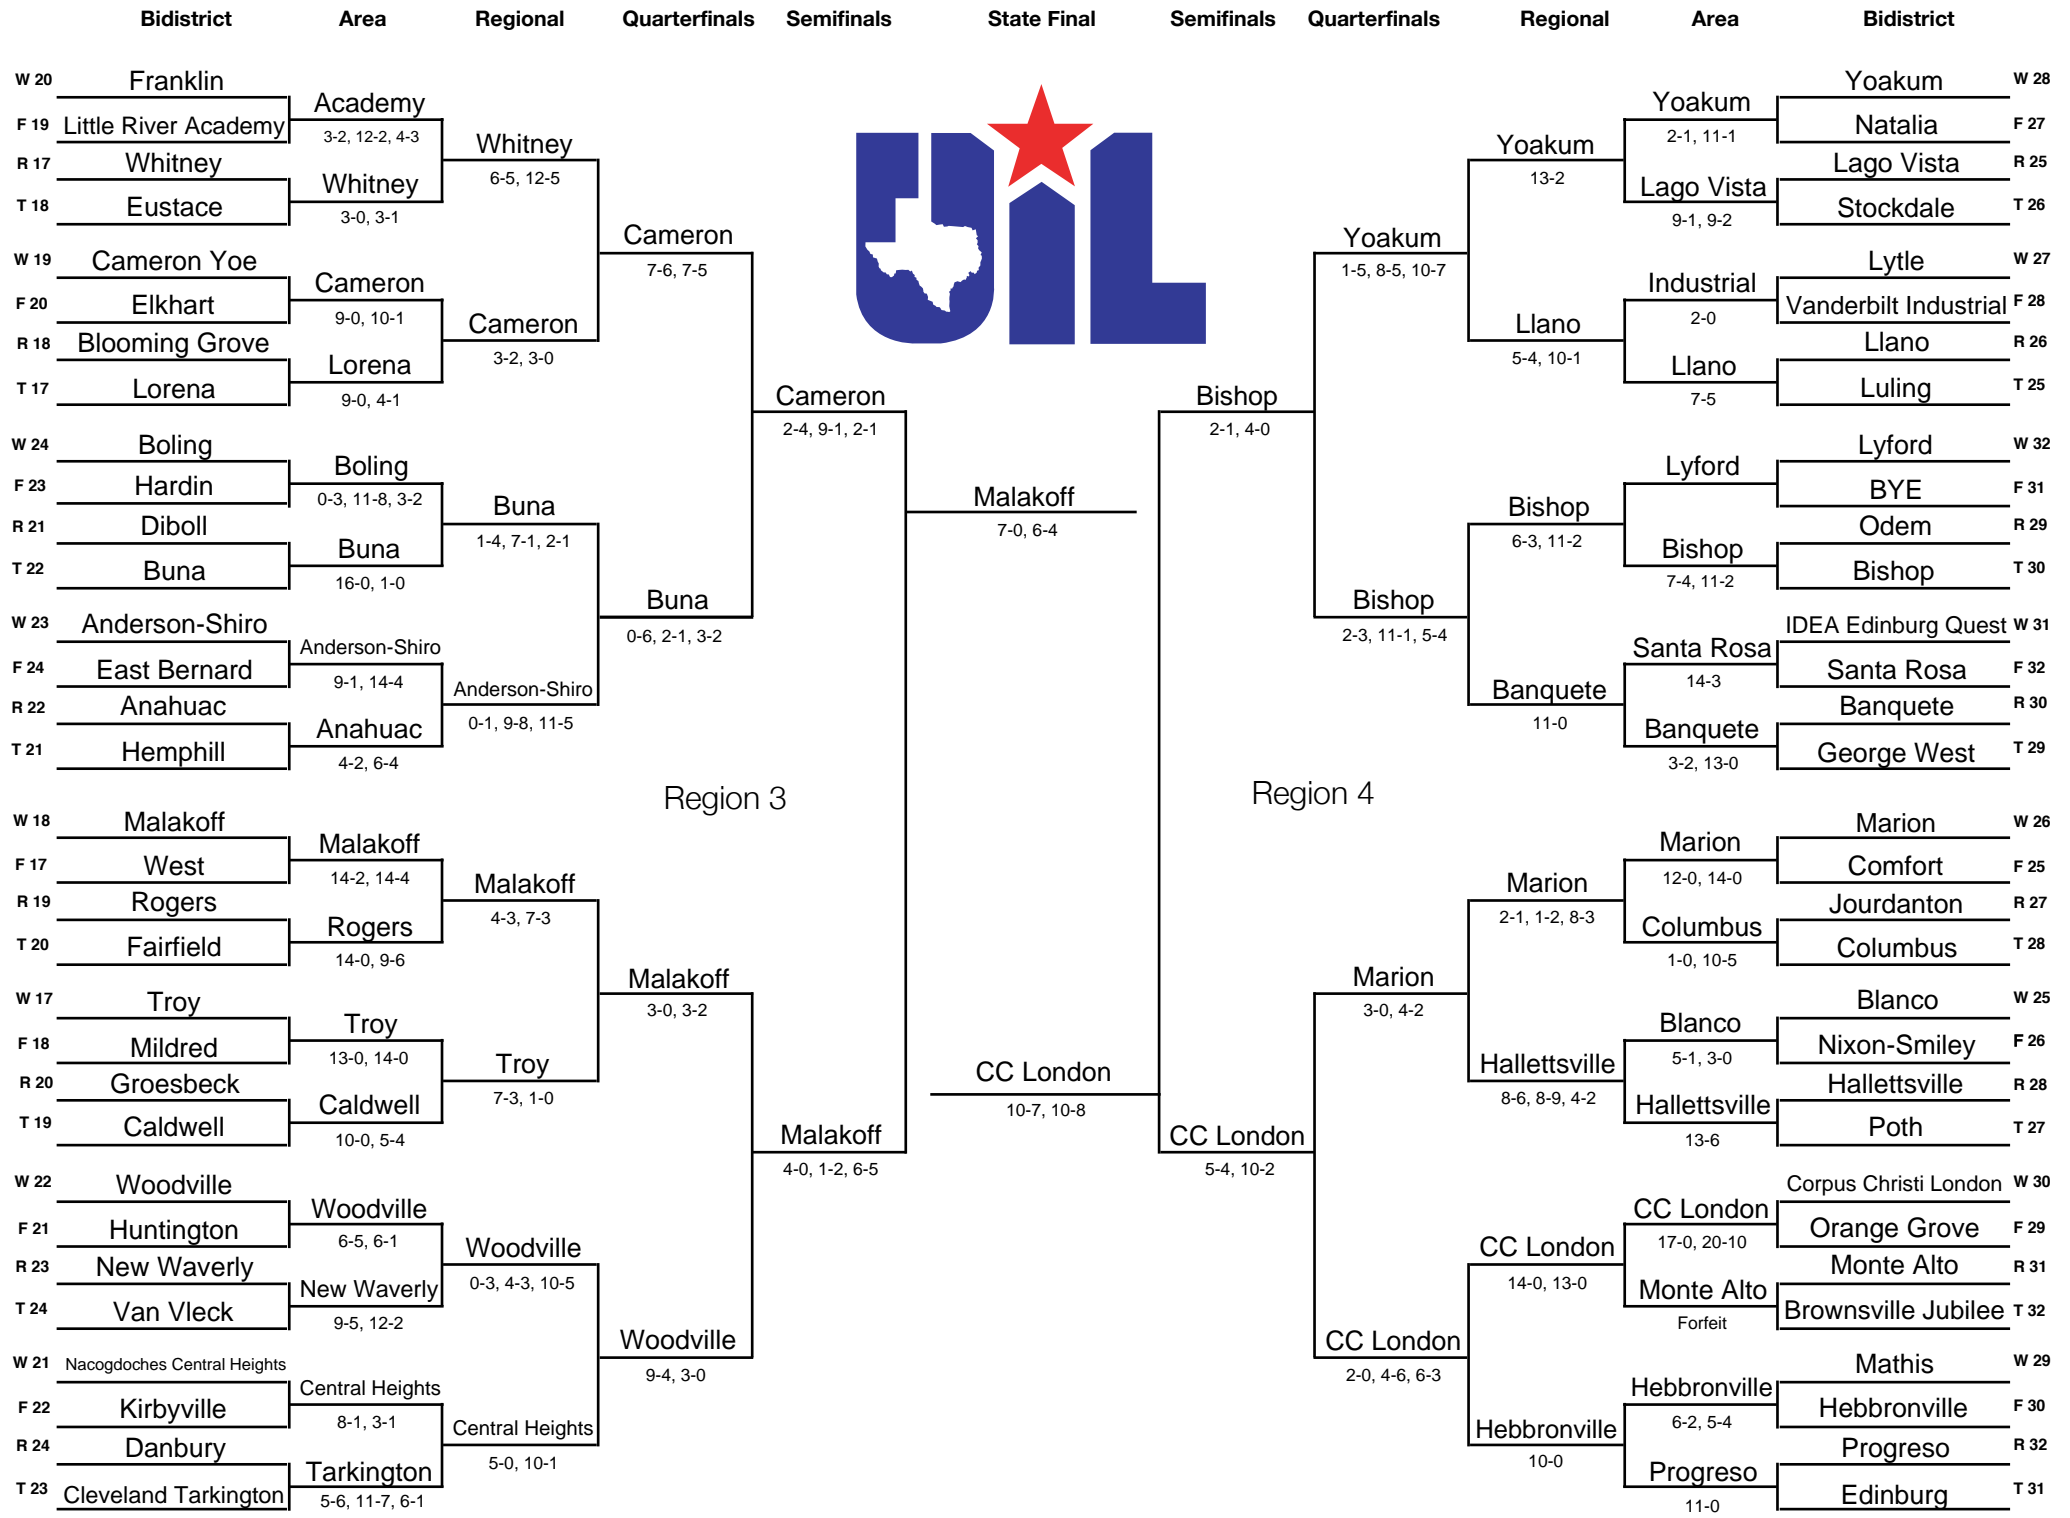 Bidistrict Area Regional Quarterfinals Semifinals State Final Semifinals Quarterfinals Regional Area Bidistrict
W 20 Franklin
Academy
F 19 Little River Academy
3-2, 12-2, 4-3
Whitney
6-5, 12-5
R 17 Whitney
Whitney
T 18 Eustace
3-0, 3-1
Cameron
7-6, 7-5
W 19 Cameron Yoe
Cameron
F 20 Elkhart
9-0, 10-1
Cameron
3-2, 3-0
R 18 Blooming Grove
Lorena
T 17 Lorena
9-0, 4-1
Cameron
2-4, 9-1, 2-1
W 24 Boling
Boling
F 23 Hardin
0-3, 11-8, 3-2
Buna
1-4, 7-1, 2-1
R 21 Diboll
Buna
T 22 Buna
16-0, 1-0
Buna
0-6, 2-1, 3-2
W 23 Anderson-Shiro
Anderson-Shiro
F 24 East Bernard
9-1, 14-4
Anderson-Shiro
0-1, 9-8, 11-5
R 22 Anahuac
Anahuac
T 21 Hemphill
4-2, 6-4
Region 3
Malakoff
7-0, 6-4
W 18 Malakoff
Malakoff
F 17 West
14-2, 14-4
Malakoff
4-3, 7-3
R 19 Rogers
Rogers
T 20 Fairfield
14-0, 9-6
Malakoff
3-0, 3-2
W 17 Troy
Troy
F 18 Mildred
13-0, 14-0
Troy
7-3, 1-0
R 20 Groesbeck
Caldwell
T 19 Caldwell
10-0, 5-4
Malakoff
4-0, 1-2, 6-5
W 22 Woodville
Woodville
F 21 Huntington
6-5, 6-1
Woodville
0-3, 4-3, 10-5
R 23 New Waverly
New Waverly
T 24 Van Vleck
9-5, 12-2
Woodville
9-4, 3-0
W 21 Nacogdoches Central Heights
Central Heights
F 22 Kirbyville
8-1, 3-1
Central Heights
5-0, 10-1
R 24 Danbury
Tarkington
T 23 Cleveland Tarkington
5-6, 11-7, 6-1
UIL
Yoakum W 28
Yoakum
Natalia F 27
2-1, 11-1
Yoakum
13-2
Lago Vista R 25
Lago Vista
Stockdale T 26
9-1, 9-2
Yoakum
1-5, 8-5, 10-7
Lytle W 27
Industrial
Vanderbilt Industrial F 28
2-0
Llano
5-4, 10-1
Llano R 26
Llano
Luling T 25
7-5
Bishop
2-1, 4-0
Lyford W 32
Lyford
BYE F 31
Bishop
6-3, 11-2
Odem R 29
Bishop
Bishop T 30
7-4, 11-2
Bishop
2-3, 11-1, 5-4
IDEA Edinburg Quest W 31
Santa Rosa
Santa Rosa F 32
14-3
Banquete
11-0
Banquete R 30
Banquete
George West T 29
3-2, 13-0
Region 4
CC London
10-7, 10-8
Marion W 26
Marion
Comfort F 25
12-0, 14-0
Marion
2-1, 1-2, 8-3
Jourdanton R 27
Columbus
Columbus T 28
1-0, 10-5
Marion
3-0, 4-2
Blanco W 25
Blanco
Nixon-Smiley F 26
5-1, 3-0
Hallettsville
8-6, 8-9, 4-2
Hallettsville R 28
Hallettsville
Poth T 27
13-6
CC London
5-4, 10-2
Corpus Christi London W 30
CC London
Orange Grove F 29
17-0, 20-10
CC London
14-0, 13-0
Monte Alto R 31
Monte Alto
Brownsville Jubilee T 32
Forfeit
CC London
2-0, 4-6, 6-3
Mathis W 29
Hebbronville
Hebbronville F 30
6-2, 5-4
Hebbronville
10-0
Progreso R 32
Progreso
Edinburg T 31
11-0